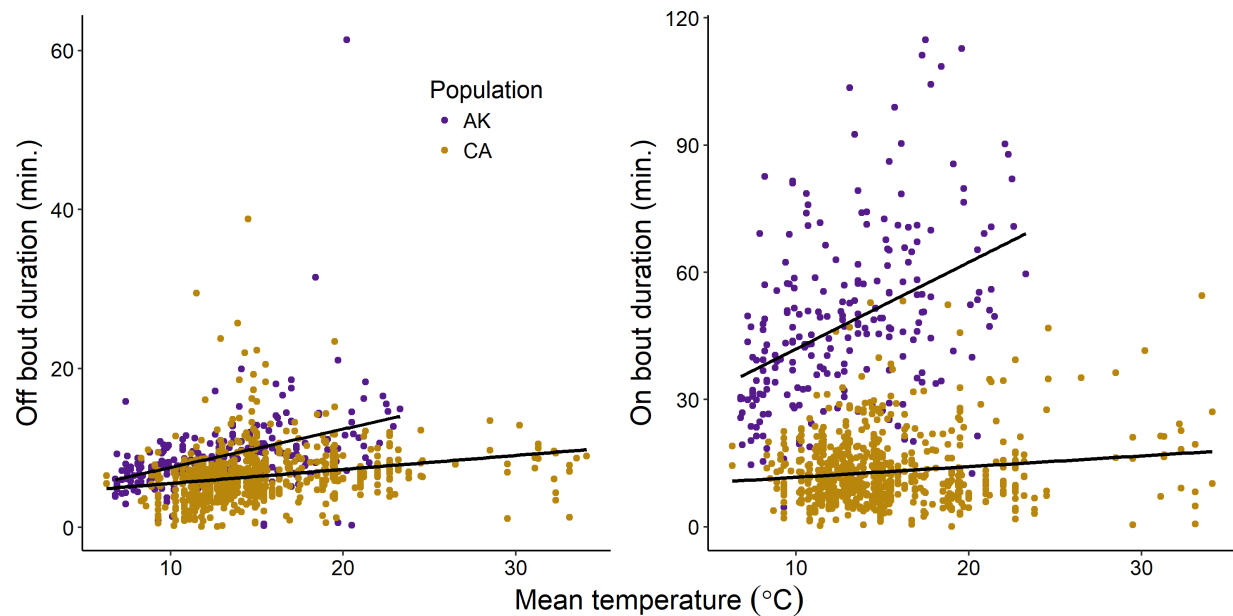 Off bout duration (min.)
60
40
20
0
10
20
30
Population
AK
CA
On bout duration (min.)
120
90
60
30
0
10
20
30
Mean temperature (°C)